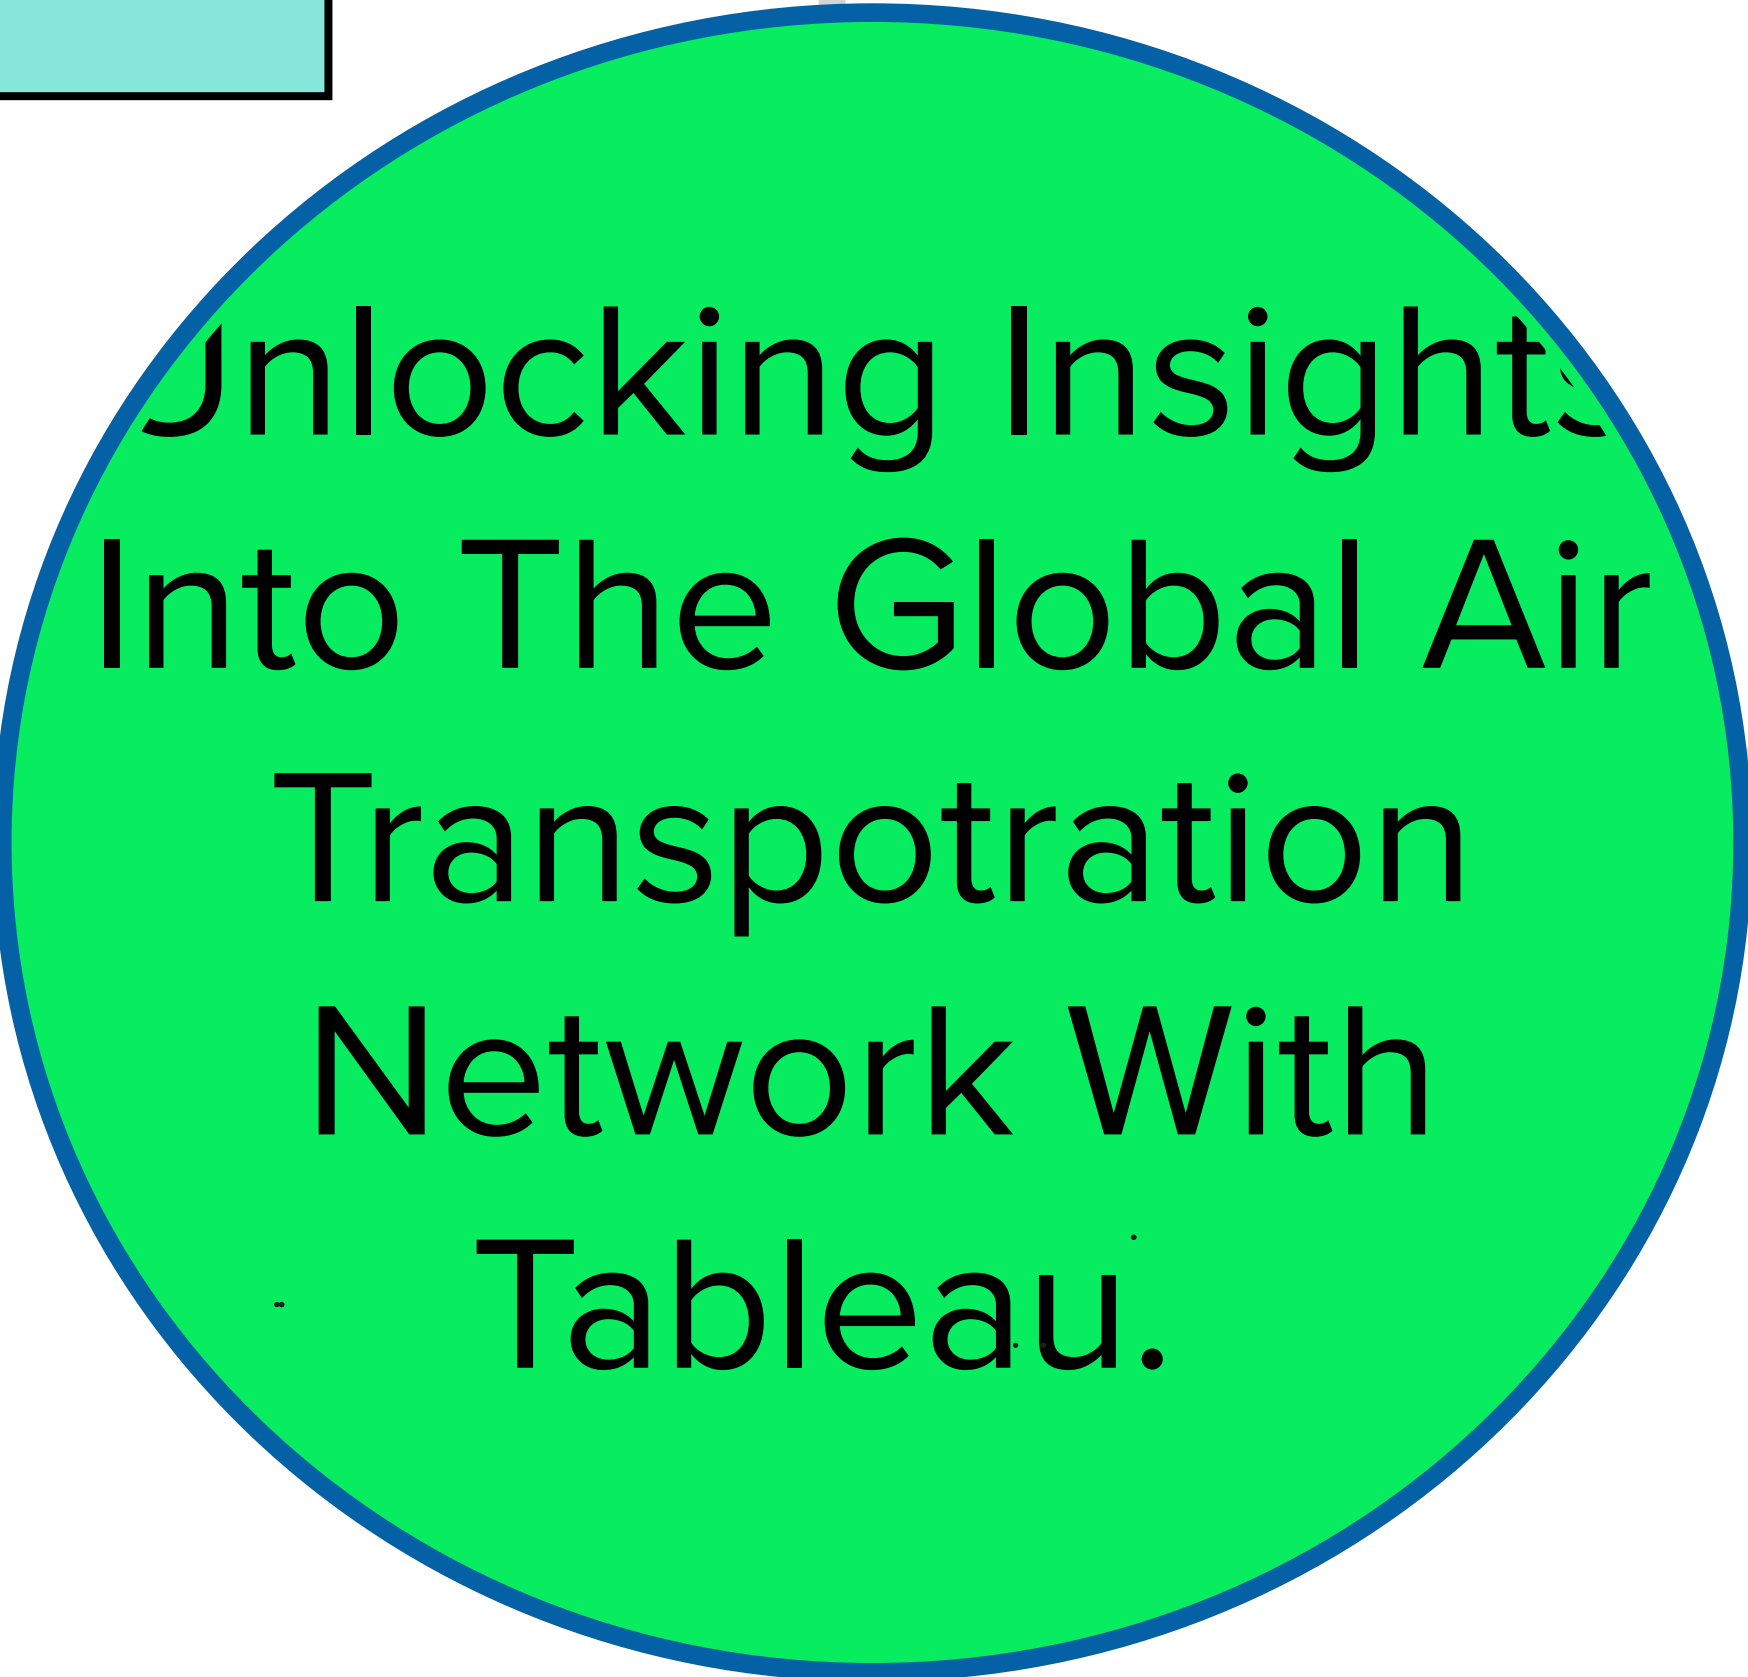 Unlocking Insights
Into The Global Air
Transpotration
Network With
Tableau.